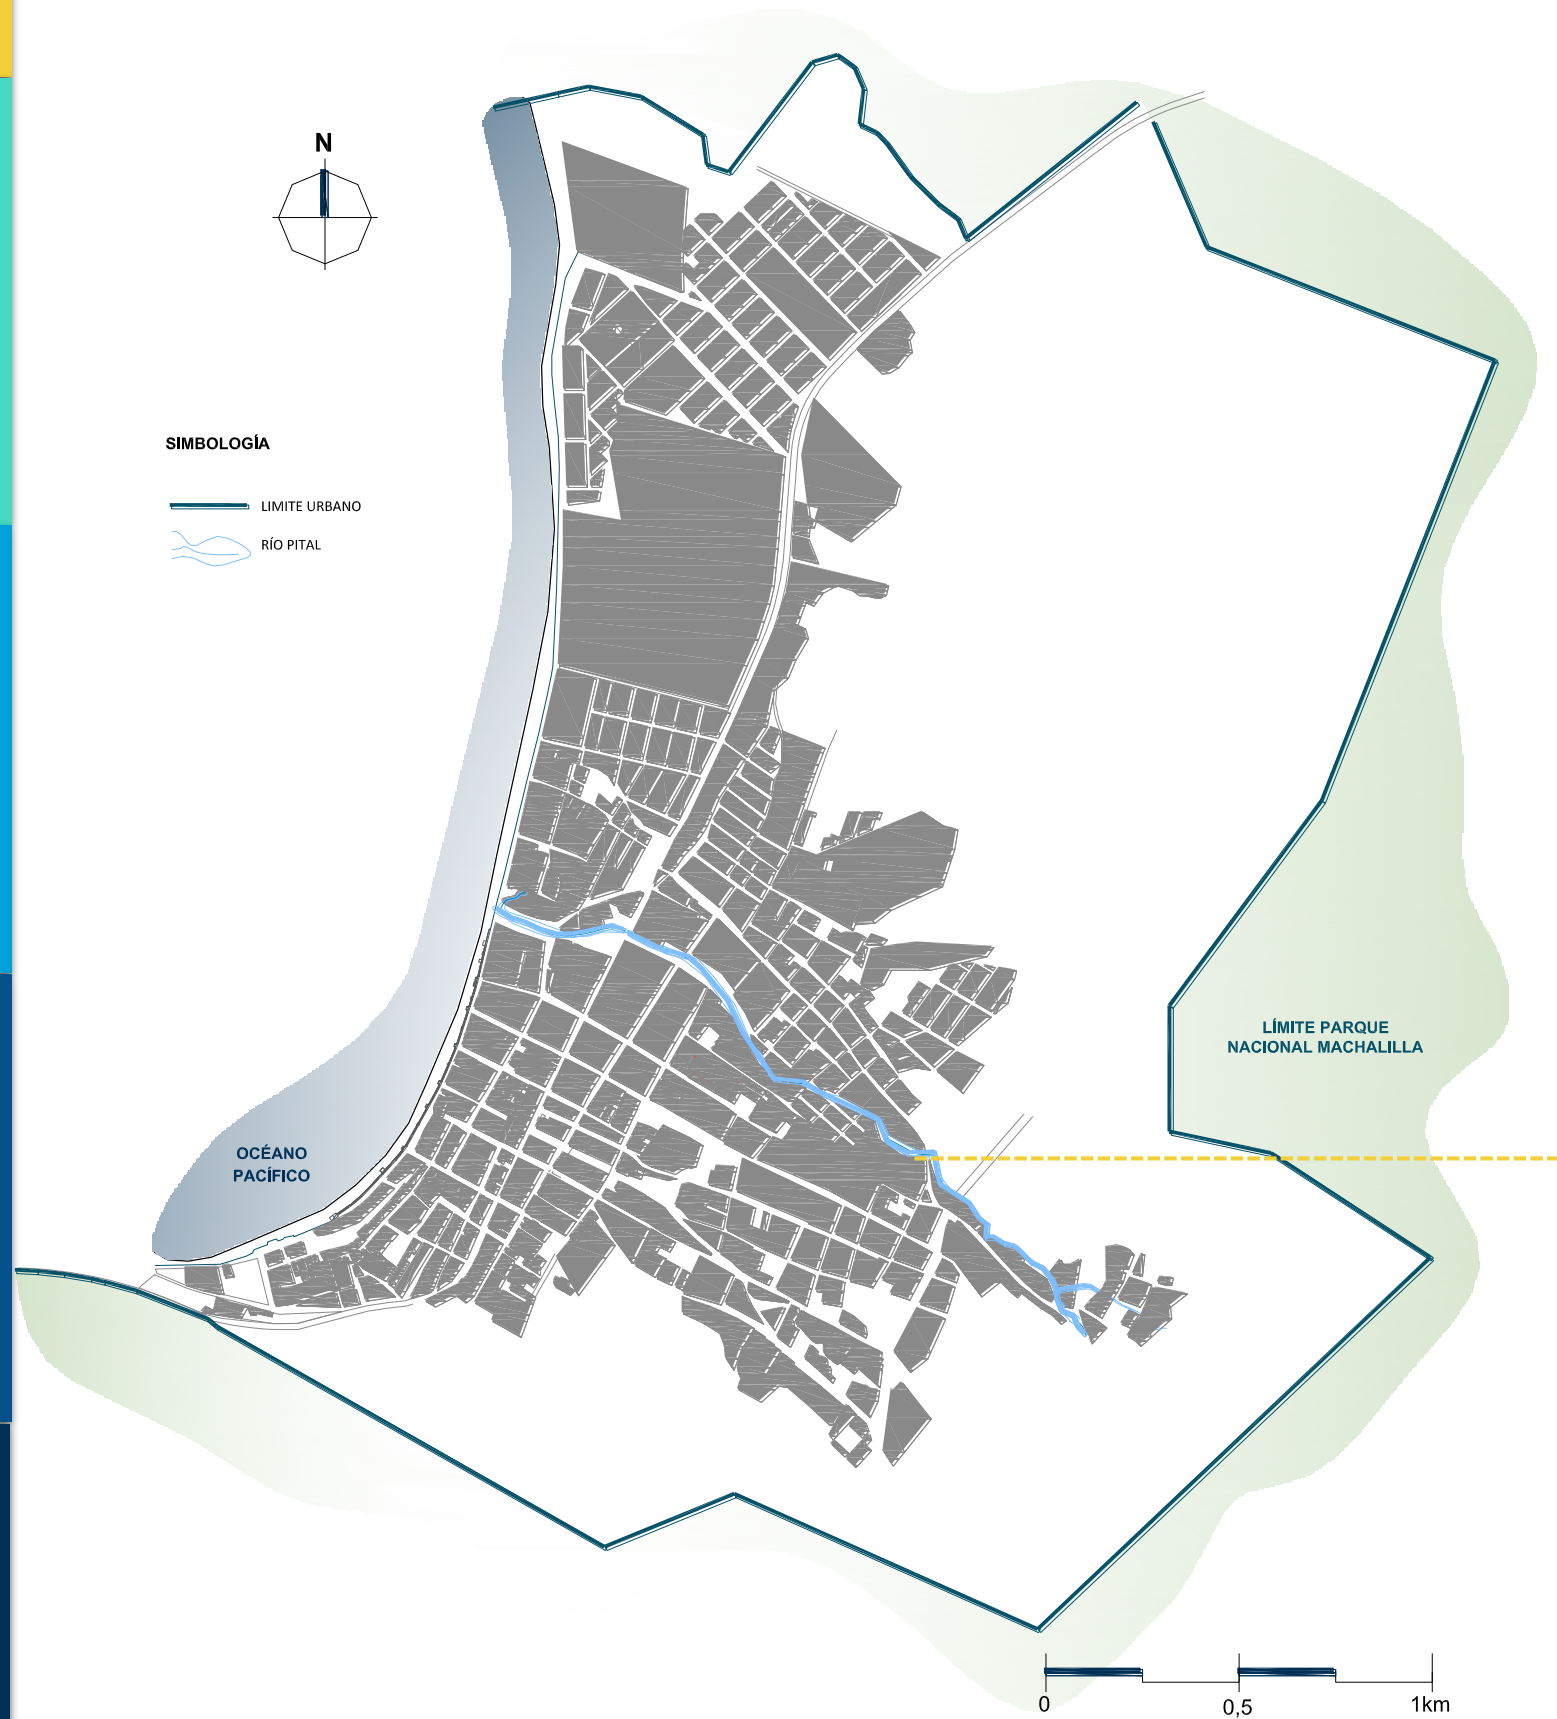 N
SIMBOLOGÍA
LIMITE URBANO
RÍO PITAL
LÍMITE PARQUE
NACIONAL MACHALILLA
OCÉANO
PACÍFICO
0
0,5
1km